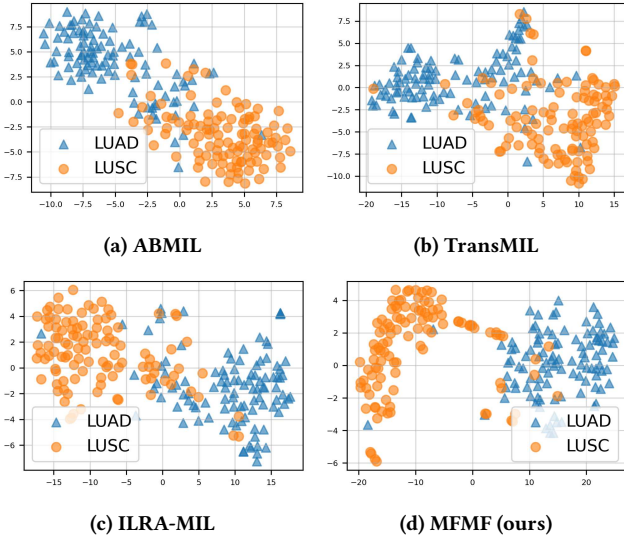 7.5
5.0
2.5
0.0
−2.5
−5.0
−7.5
LUAD
LUSC
−10.0 −7.5 −5.0 −2.5 0.0 2.5 5.0 7.5
(a) ABMIL
7.5
5.0
2.5
0.0
−2.5
−5.0
−7.5
−10.0
LUAD
LUSC
−20 −15 −10 −5 0 5 10 15
(b) TransMIL
6
4
2
0
−2
−4
−6
LUAD
LUSC
−15 −10 −5 0 5 10 15
(c) ILRA-MIL
4
2
0
−2
−4
−6
LUAD
LUSC
−20 −10 0 10 20
(d) MFMF (ours)